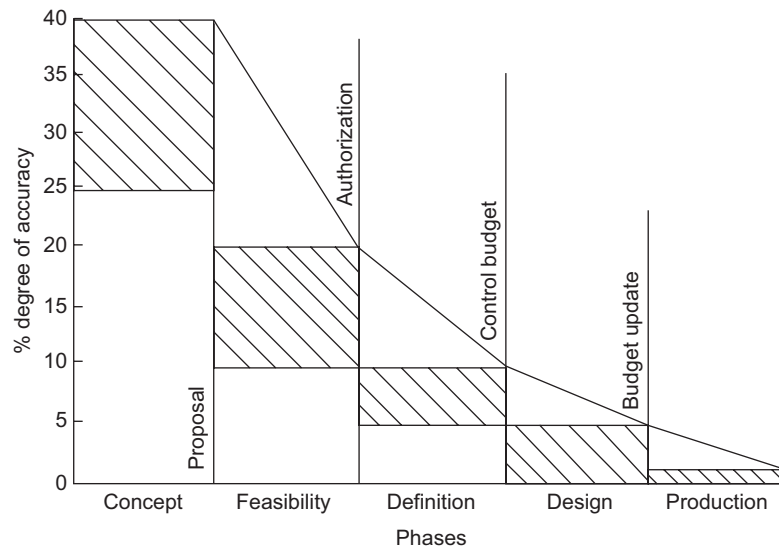 40
35
30
25
20
15
10
5
0
% degree of accuracy
Proposal
Authorization
Control budget
Budget update
Concept
Feasibility
Definition
Design
Production
Phases